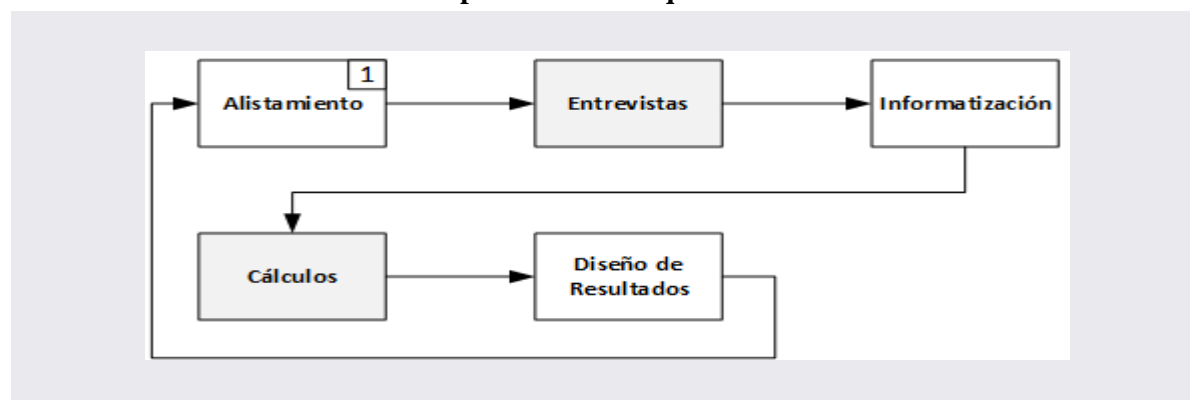 1
Alistamiento
Entrevistas
Informatización
Cálculos
Diseño de
Resultados